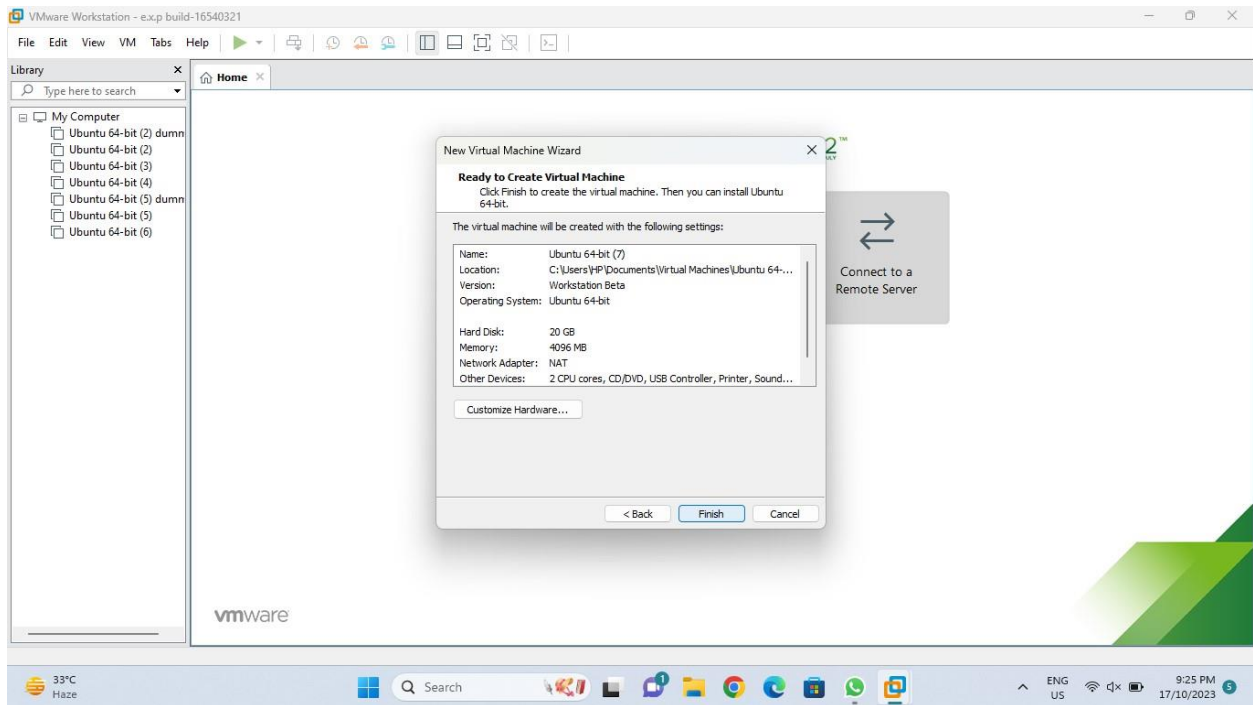 VMware Workstation - e.x.p build-16540321
File Edit View VM Tabs Help
Library
Type here to search
My Computer
Ubuntu 64-bit (2) dumn
Ubuntu 64-bit (2)
Ubuntu 64-bit (3)
Ubuntu 64-bit (4)
Ubuntu 64-bit (5) dumn
Ubuntu 64-bit (5)
Ubuntu 64-bit (6)
Home
2™
New Virtual Machine Wizard
Ready to Create Virtual Machine
Click Finish to create the virtual machine. Then you can install Ubuntu
64-bit.
The virtual machine will be created with the following settings:
Name: Ubuntu 64-bit (7)
Location: C:\Users\HP\Documents\Virtual Machines\Ubuntu 64-...
Version: Workstation Beta
Operating System: Ubuntu 64-bit
Hard Disk: 20 GB
Memory: 4096 MB
Network Adapter: NAT
Other Devices: 2 CPU cores, CD/DVD, USB Controller, Printer, Sound...
Customize Hardware...
< Back Finish Cancel
Connect to a
Remote Server
vmware
33°C
Haze
Search
1
ENG
US
9:25 PM
17/10/2023
5